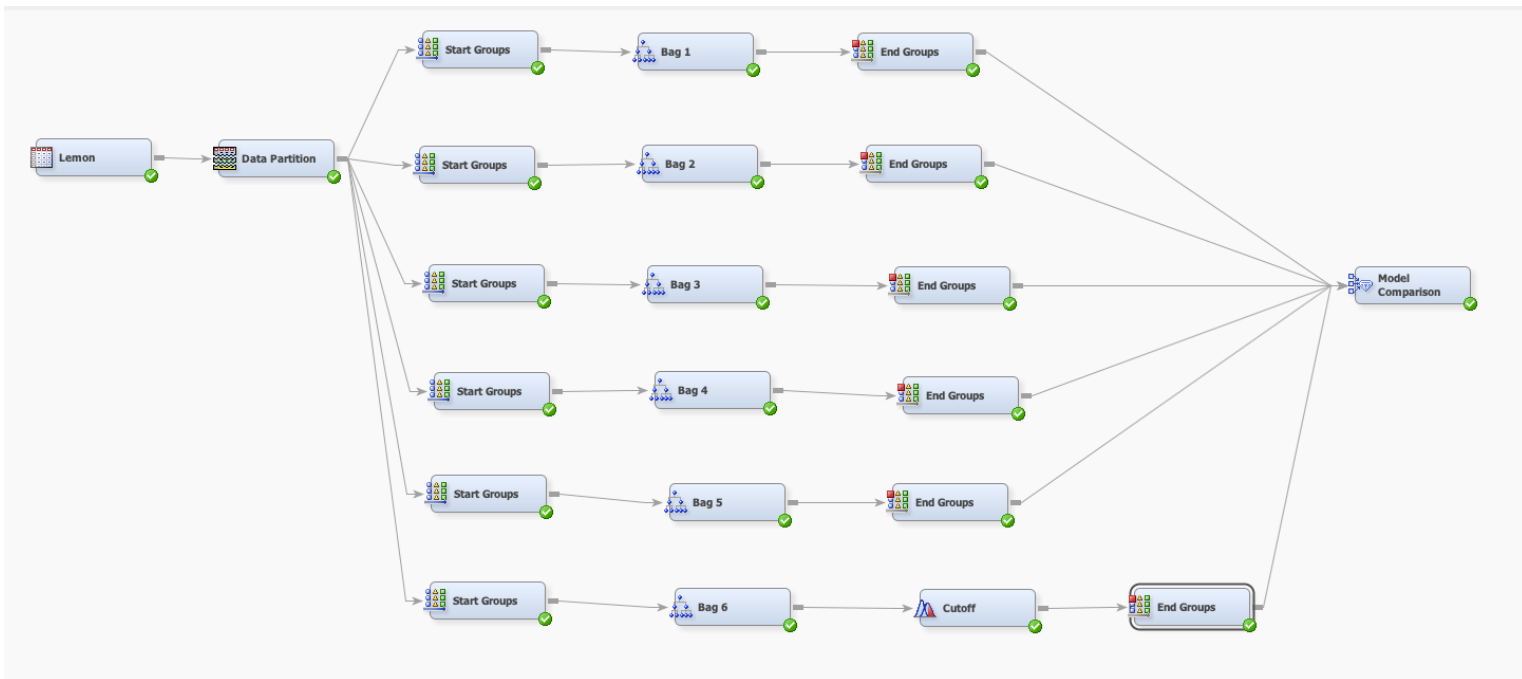 Start Groups
Bag 1
End Groups
Lemon
Data Partition
Start Groups
Bag 2
End Groups
Start Groups
Bag 3
End Groups
Model
Comparison
Start Groups
Bag 4
End Groups
Start Groups
Bag 5
End Groups
Start Groups
Bag 6
Cutoff
End Groups